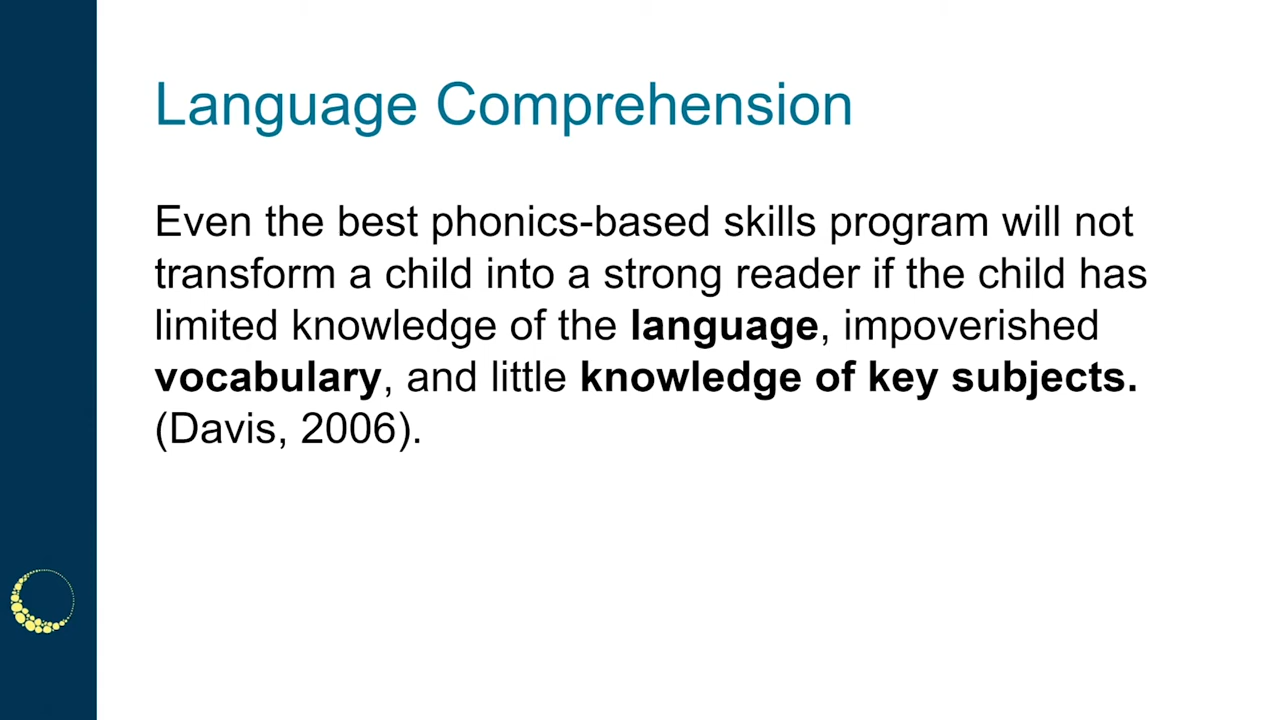 Language Comprehension
Even the best phonics-based skills program will not
transform a child into a strong reader if the child has
limited knowledge of the language, impoverished
vocabulary, and little knowledge of key subjects.
(Davis, 2006).